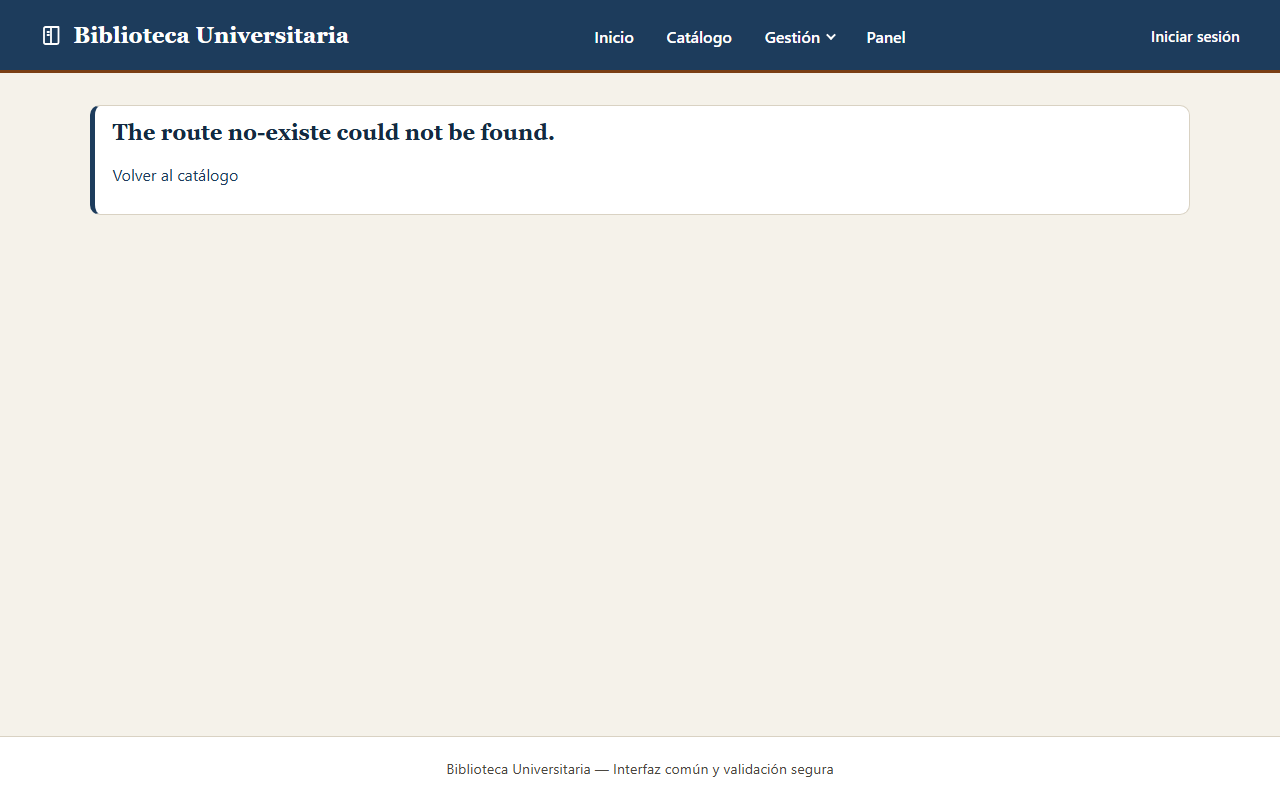 Biblioteca Universitaria
Inicio Catálogo Gestión Panel
Iniciar sesión
The route no-existe could not be found.
Volver al catálogo
Biblioteca Universitaria — Interfaz común y validación segura